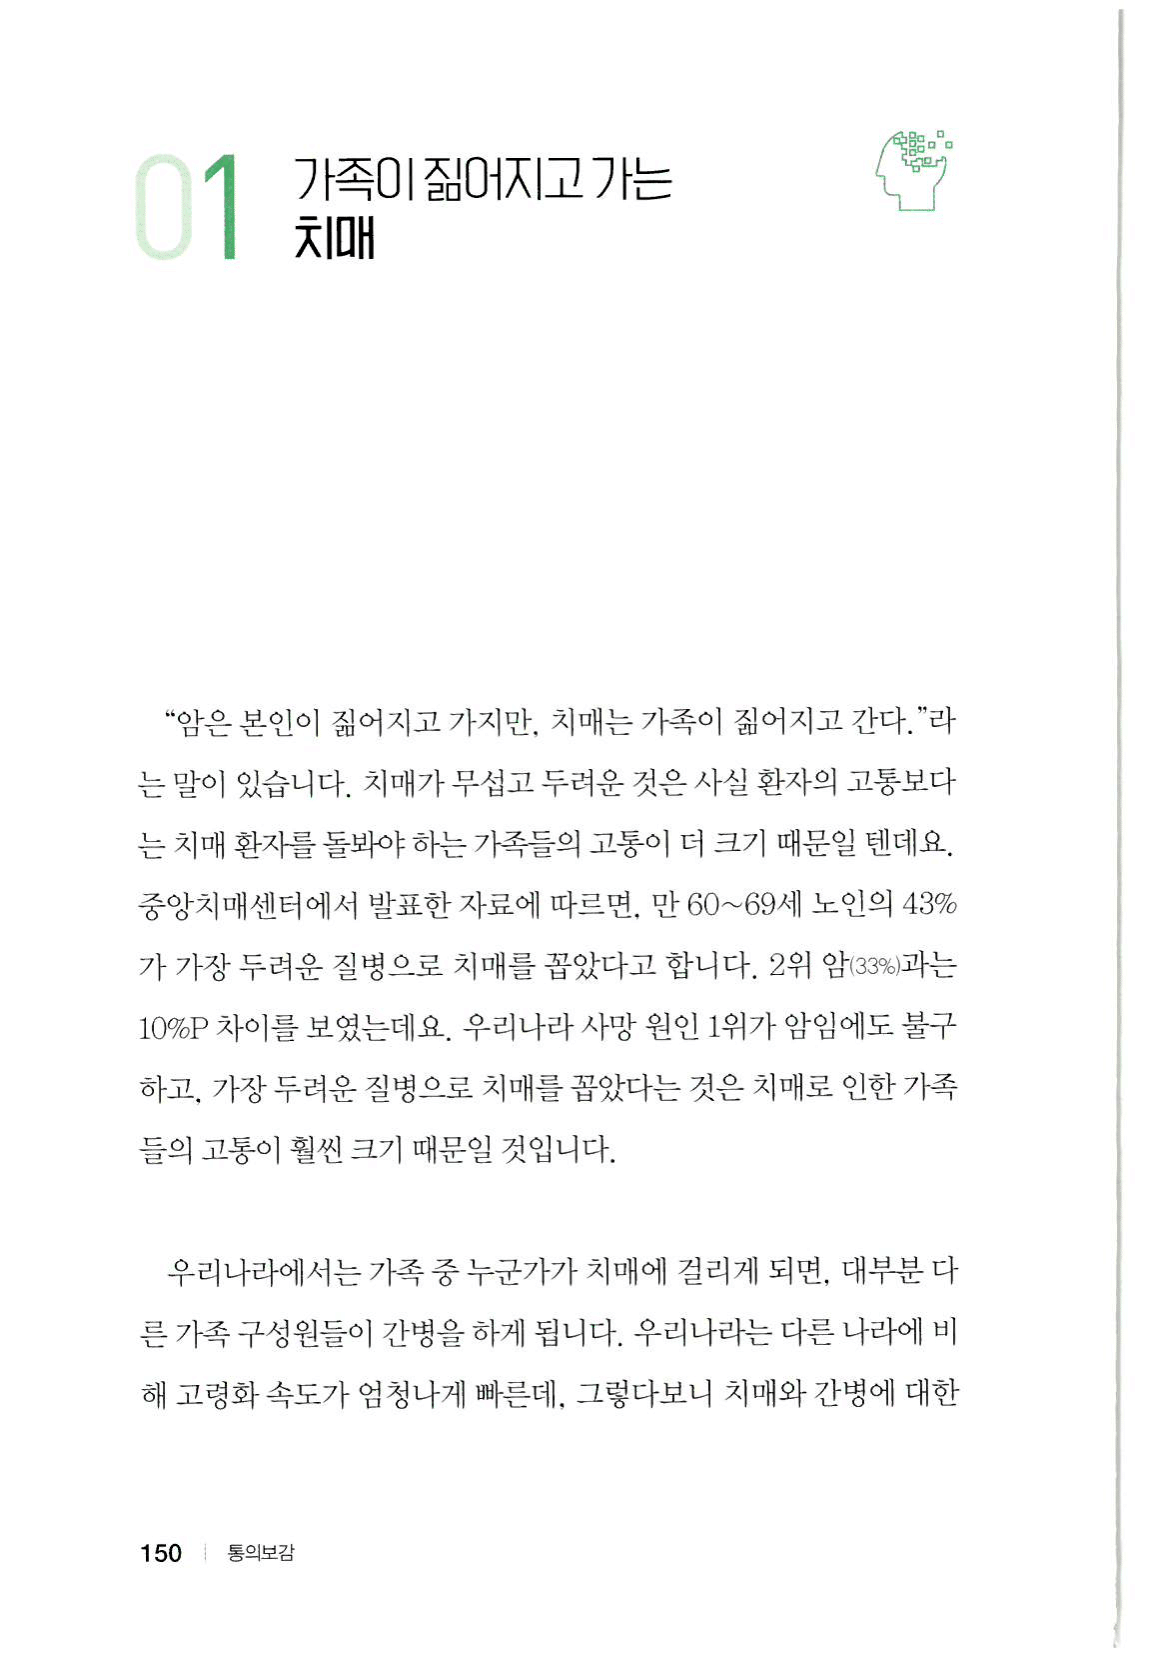 01
가족이 짊어지고 가는
치매
“암은 본인이 짊어지고 가지만, 치매는 가족이 짊어지고 간다.”라
는 말이 있습니다. 치매가 무섭고 두려운 것은 사실 환자의 고통보다
는 치매 환자를 돌봐야 하는 가족들의 고통이 더 크기 때문일 텐데요.
중앙치매센터에서 발표한 자료에 따르면, 만 60~69세 노인의 43%
가 가장 두려운 질병으로 치매를 꼽았다고 합니다. 2위 암(33%)과는
10%P 차이를 보였는데요. 우리나라 사망 원인 1위가 암임에도 불구
하고, 가장 두려운 질병으로 치매를 꼽았다는 것은 치매로 인한 가족
들의 고통이 훨씬 크기 때문일 것입니다.
우리나라에서는 가족 중 누군가가 치매에 걸리게 되면, 대부분 다
른 가족 구성원들이 간병을 하게 됩니다. 우리나라는 다른 나라에 비
해 고령화 속도가 엄청나게 빠른데, 그렇다보니 치매와 간병에 대한
150 | 통의보감